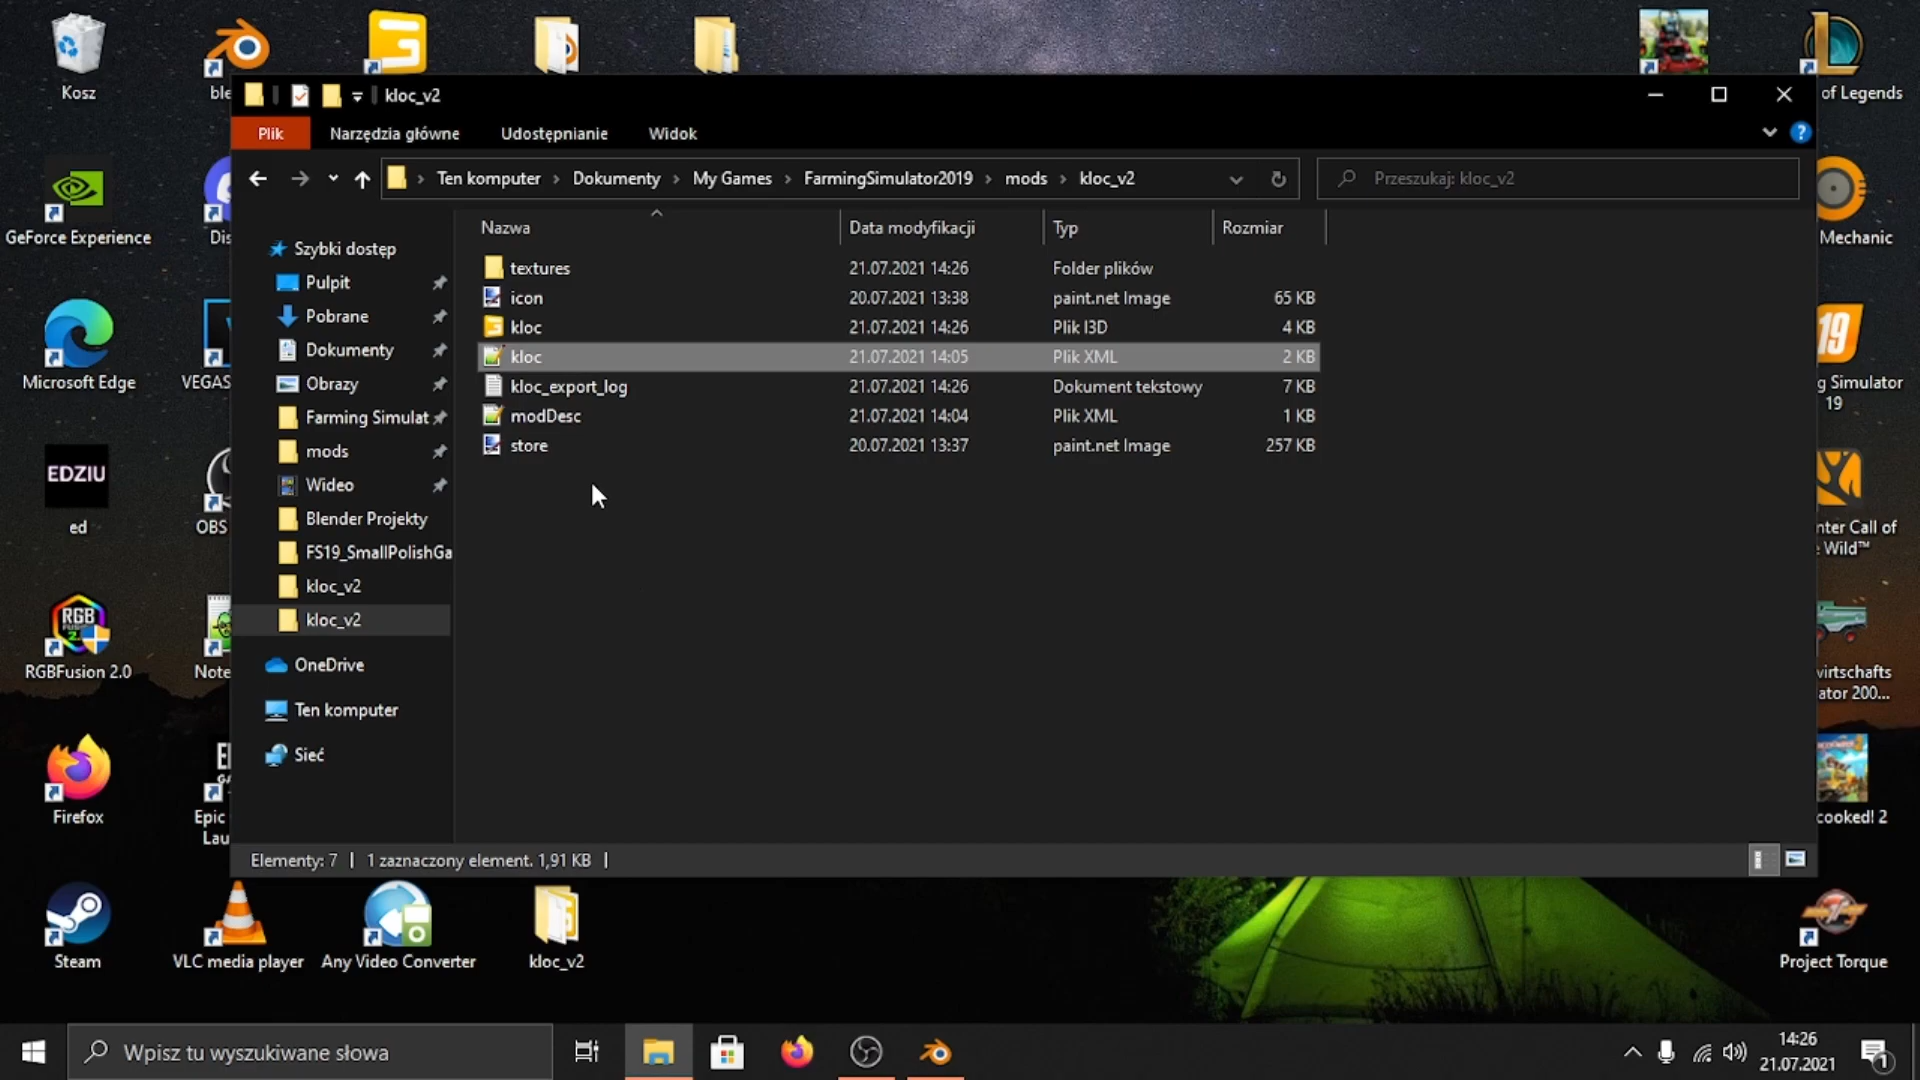 Kosz
ble
of Legends
kloc_v2
Plik
Narzędzia główne
Udostępnianie
Widok
Ten komputer
Dokumenty
My Games
FarmingSimulator2019
mods
kloc_v2
Przeszukaj: kloc_v2
GeForce Experience
Dis
Mechanic
Nazwa
Data modyfikacji
Typ
Rozmiar
textures 21.07.2021 14:26 Folder plików
icon 20.07.2021 13:38 paint.net Image 65 KB
kloc 21.07.2021 14:26 Plik I3D 4 KB
kloc 21.07.2021 14:05 Plik XML 2 KB
kloc_export_log 21.07.2021 14:26 Dokument tekstowy 7 KB
modDesc 21.07.2021 14:04 Plik XML 1 KB
store 20.07.2021 13:37 paint.net Image 257 KB
Szybki dostęp
Pulpit
Pobrane
Dokumenty
Obrazy
Farming Simulat
mods
Wideo
Blender Projekty
FS19_SmallPolishGa
kloc_v2
kloc_v2
OneDrive
Ten komputer
Sieć
Microsoft Edge
VEGAS
19
g Simulator
19
EDZIU
ed
OBS
nter Call of
e Wild™
RGB
RGBFusion 2.0
Note
wirtschafts
ator 200...
Firefox
Epic
Lau
cooked! 2
Elementy: 7
1 zaznaczony element. 1,91 KB
Steam
VLC media player
Any Video Converter
kloc_v2
Project Torque
Wpisz tu wyszukiwane słowa
14:26
21.07.2021
1